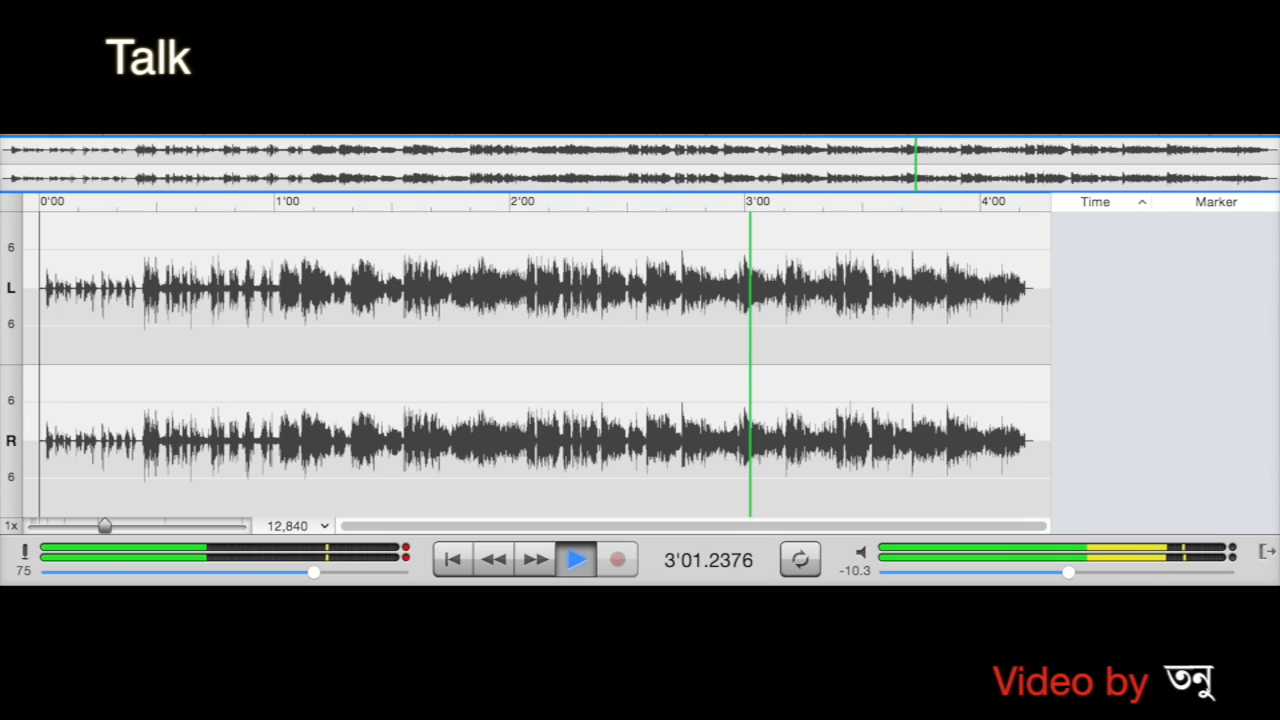 Talk
0'00 1'00 2'00 3'00 4'00 Time Marker
6
L
6
6
R
6
1x 12,840
75 3'01.2376 -10.3
Video by তনু